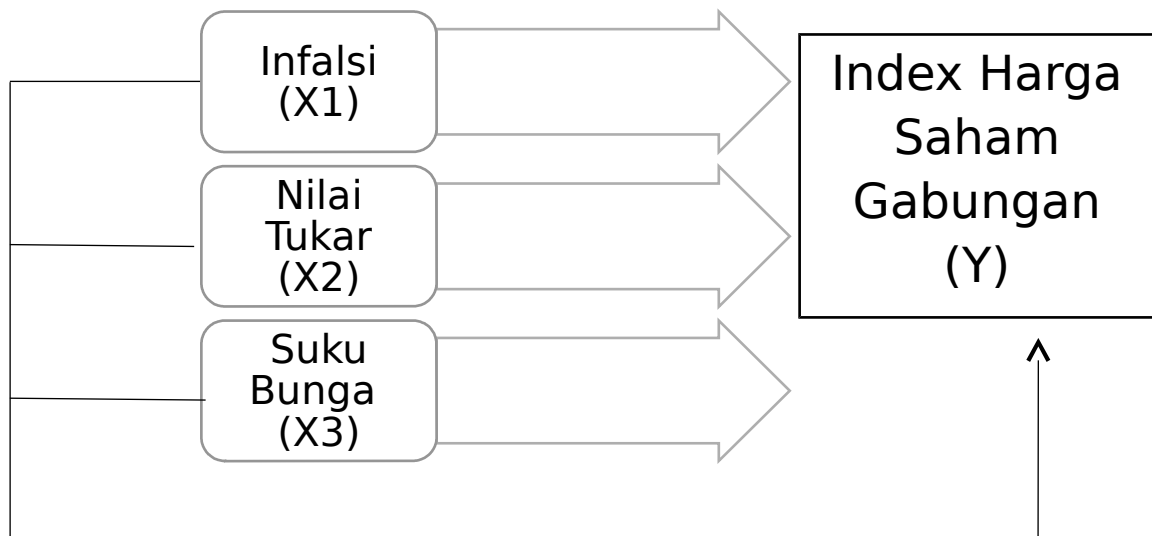 Infalsi
(X1)
Nilai
Tukar
(X2)
Suku
Bunga
(X3)
Index Harga
Saham
Gabungan
(Y)